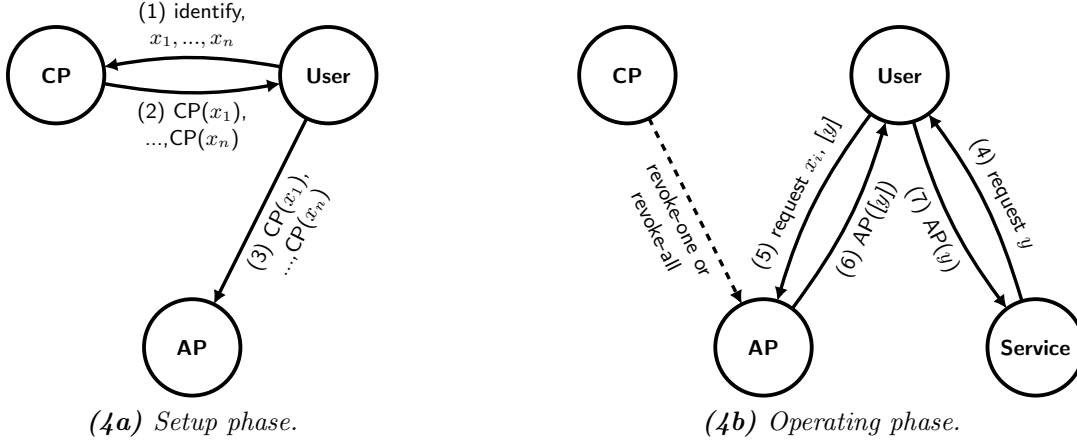 (1) identify,
x₁, ..., xₙ
CP
User
(2) CP(x₁),
...,CP(xₙ)
(3) CP(x₁),
..., CP(xₙ)
AP
(4a) Setup phase.
CP
User
revoke-one or
revoke-all
(5) request xᵢ, [y]
(6) AP([y])
(7) AP(y)
(4) request y
AP
Service
(4b) Operating phase.